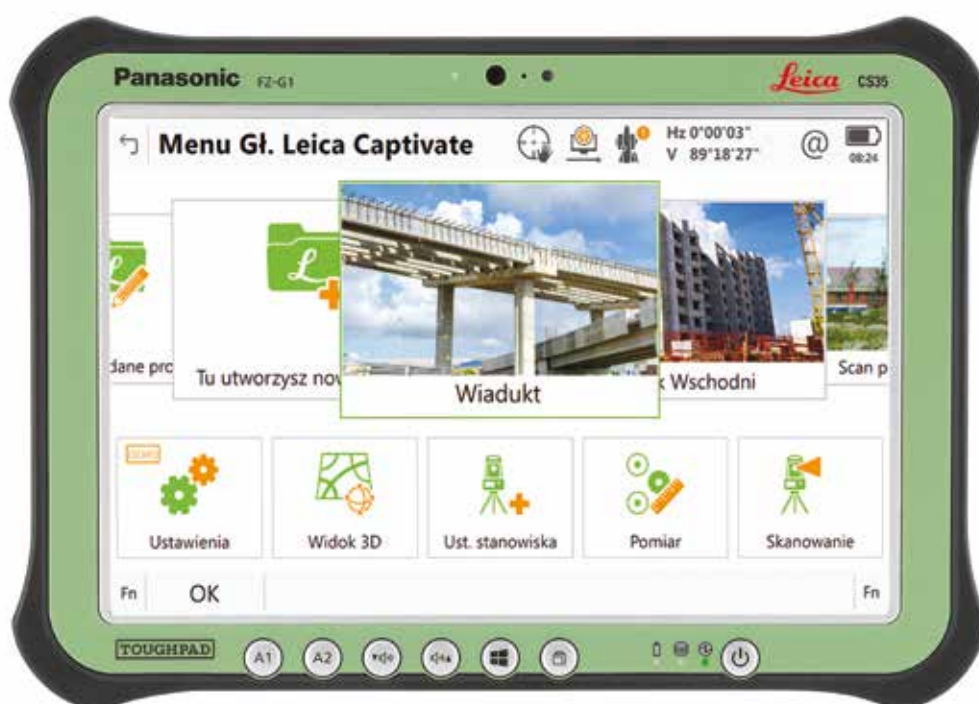 Panasonic FZ-G1
Leica CS35
Menu Gł. Leica Captivate
Hz 0°00'03"
V 89°18'27"
@
08:24
dane pro
Tu utworzysz now
Wiadukt
k Wschodni
Scan p
Ustawienia
Widok 3D
Ust. stanowiska
Pomiar
Skanowanie
Fn
OK
Fn
TOUGHPAD
A1
A2